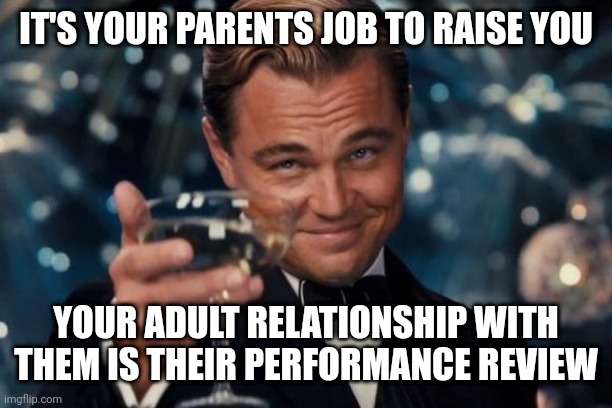 IT'S YOUR PARENTS JOB TO RAISE YOU
YOUR ADULT RELATIONSHIP WITH
THEM IS THEIR PERFORMANCE REVIEW
imgflip.com